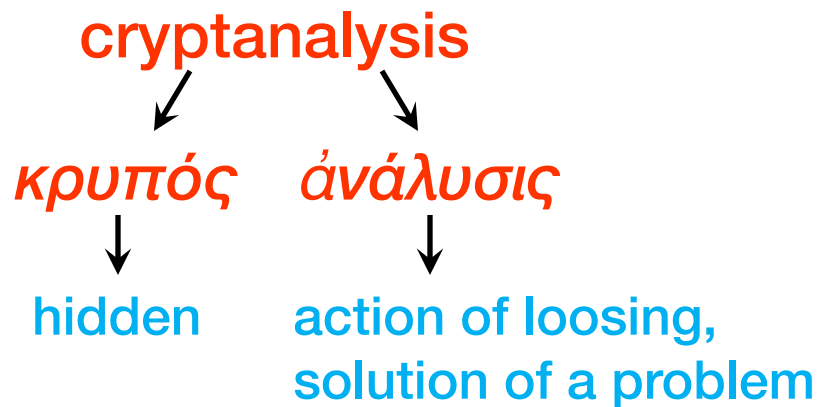 cryptanalysis
κρυπός ἀνάλυσις
hidden action of loosing,
solution of a problem